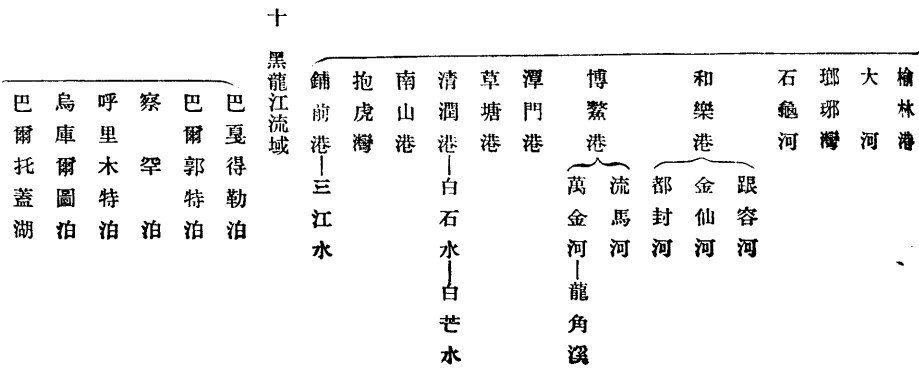 榆林港
大河
瑯琊灣
石龜河
和樂港
跟容河
金仙河
都封河
博鰲港
流馬河
萬金河—龍角溪
潭門港
草塘港
清潤港—白石水—白芒水
南山港
抱虎灣
鋪前港—三江水
十 黑龍江流域
巴戛得勒泊
巴爾郭特泊
察罕泊
呼里木特泊
烏庫爾圖泊
巴爾托蓋湖